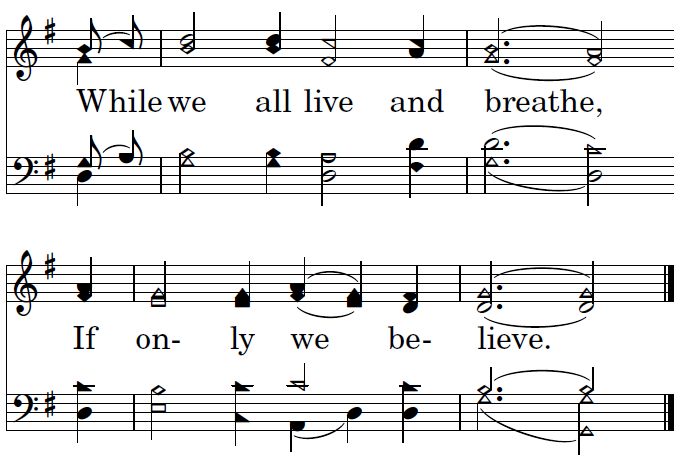 While we all live and breathe,
If on- ly we be- lieve.